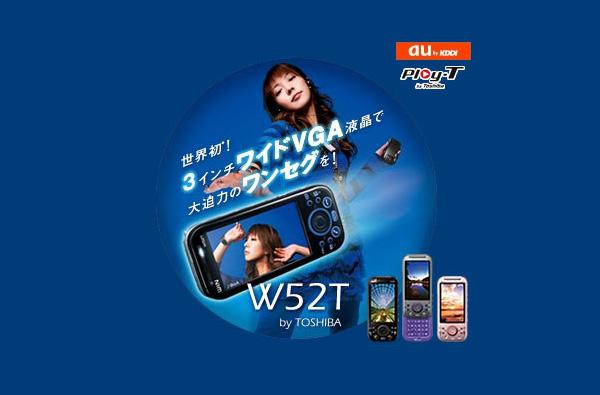 au by KDDI
Play-T
by Toshiba
世界初*!
3インチワイドVGA液晶で
大迫力のワンセグを!
W52T
by TOSHIBA